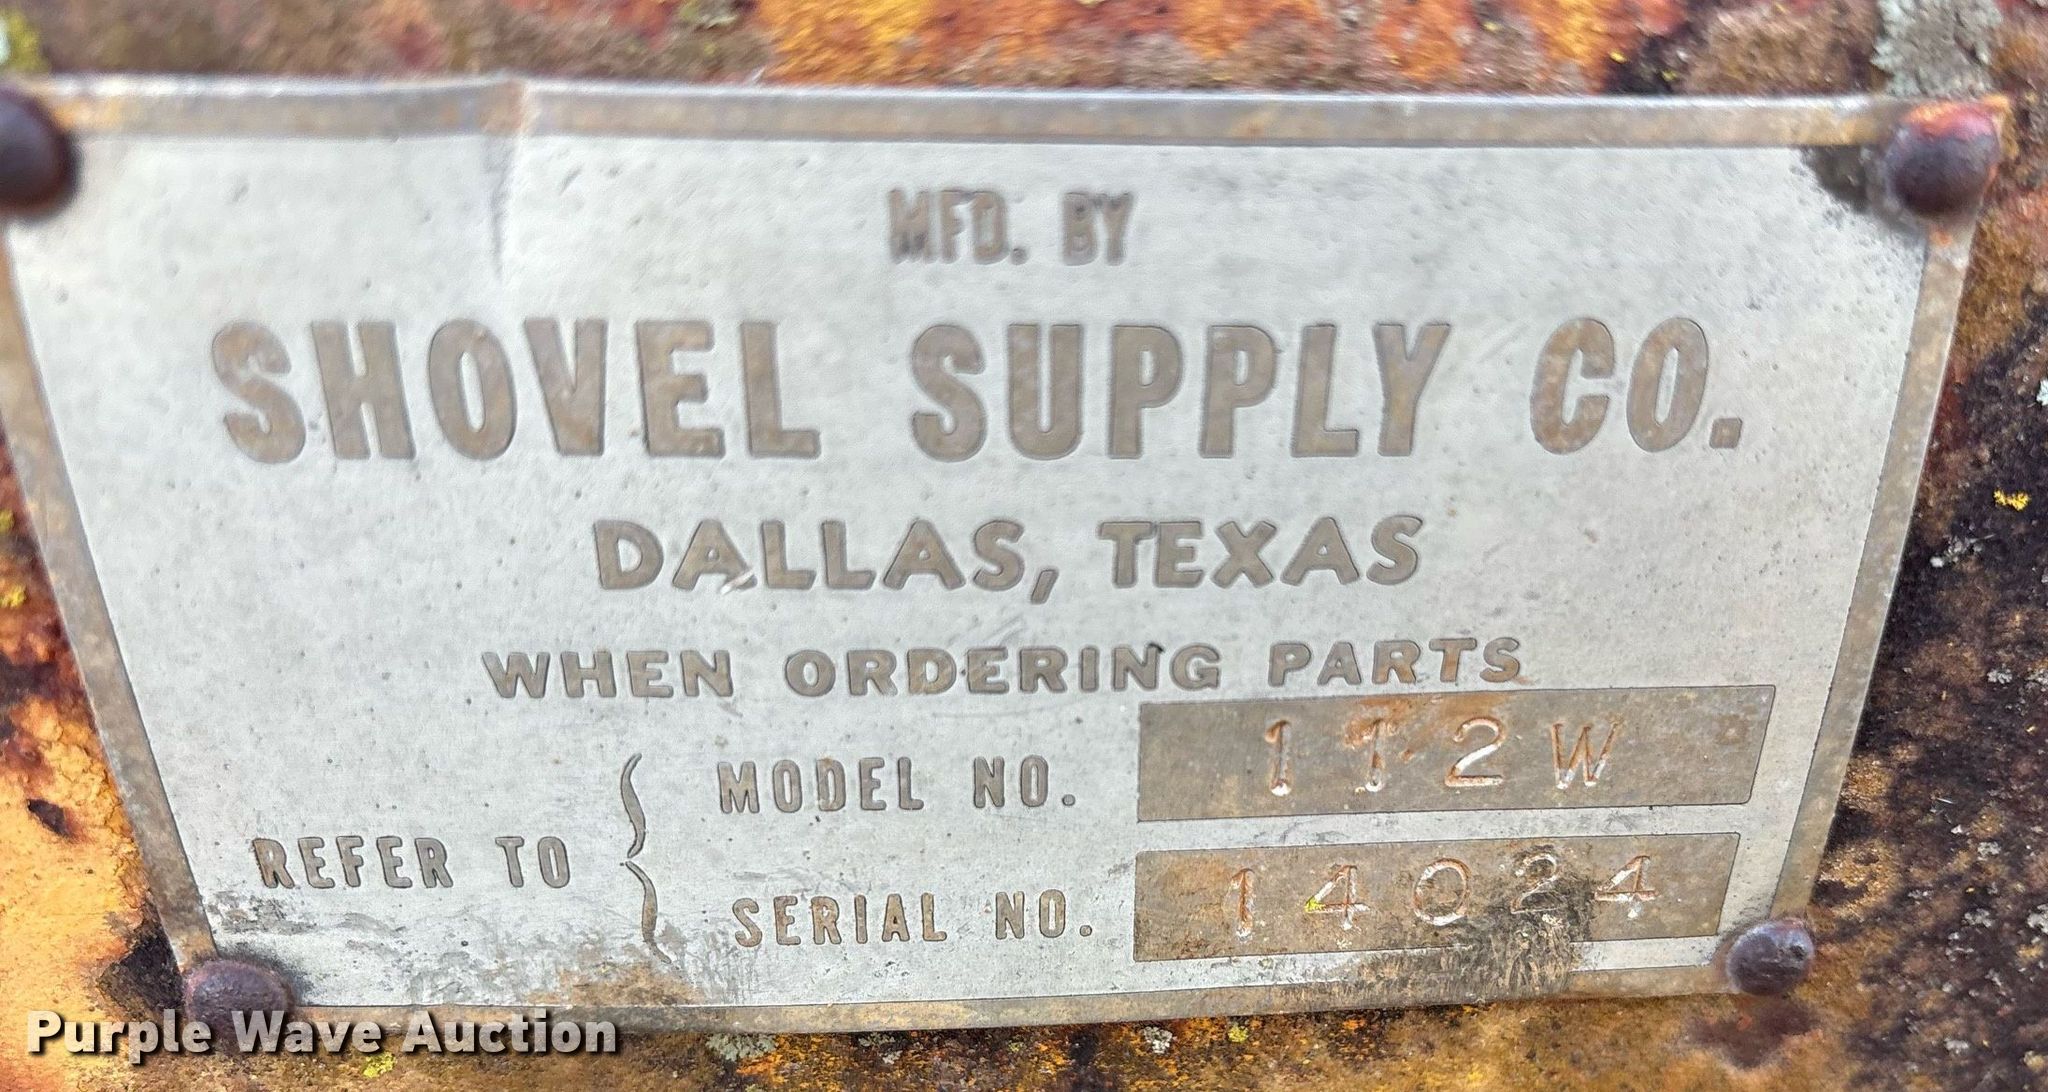 MFD. BY
SHOVEL SUPPLY CO.
DALLAS, TEXAS
WHEN ORDERING PARTS
REFER TO { MODEL NO. 112W
SERIAL NO. 14024
Purple Wave Auction